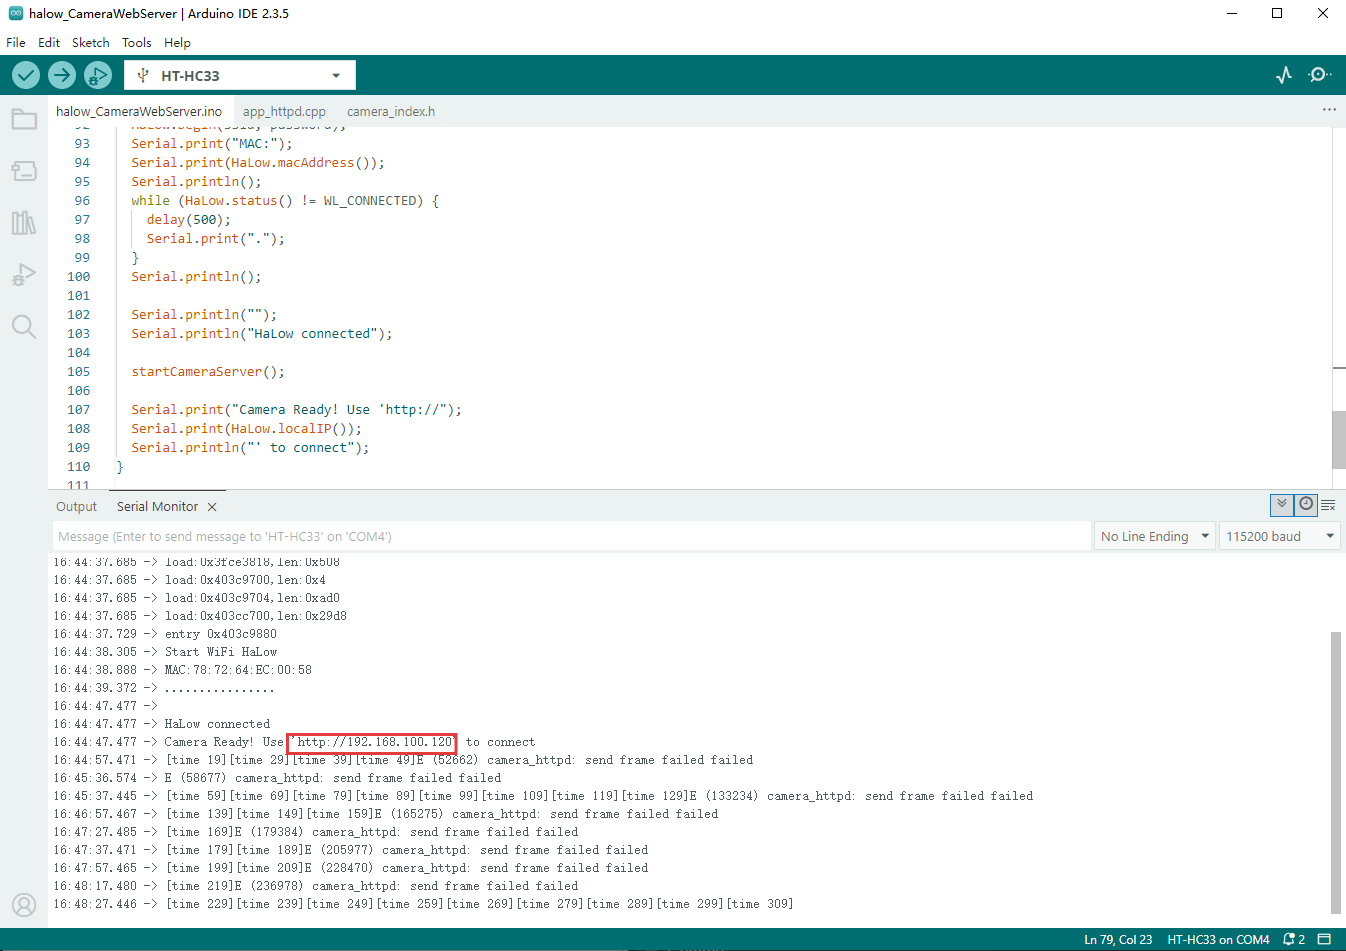 halow_CameraWebServer | Arduino IDE 2.3.5
File Edit Sketch Tools Help
HT-HC33
halow_CameraWebServer.ino app_httpd.cpp camera_index.h
92 HaLow.begin(ssid, password);
93 Serial.print("MAC:");
94 Serial.print(HaLow.macAddress());
95 Serial.println();
96 while (HaLow.status() != WL_CONNECTED) {
97 delay(500);
98 Serial.print(".");
99 }
100 Serial.println();
101
102 Serial.println("");
103 Serial.println("HaLow connected");
104
105 startCameraServer();
106
107 Serial.print("Camera Ready! Use 'http://");
108 Serial.print(HaLow.localIP());
109 Serial.println("' to connect");
110 }
111
Output Serial Monitor
Message (Enter to send message to 'HT-HC33' on 'COM4')
No Line Ending
115200 baud
16:44:37.685 -> load:0x3fce3818,len:0x508
16:44:37.685 -> load:0x403c9700,len:0x4
16:44:37.685 -> load:0x403c9704,len:0xad0
16:44:37.685 -> load:0x403cc700,len:0x29d8
16:44:37.729 -> entry 0x403c9880
16:44:38.305 -> Start WiFi HaLow
16:44:38.888 -> MAC:78:72:64:EC:00:58
16:44:39.372 -> ................
16:44:47.477 ->
16:44:47.477 -> HaLow connected
16:44:47.477 -> Camera Ready! Use 'http://192.168.100.120' to connect
16:44:57.471 -> [time 19][time 29][time 39][time 49]E (52662) camera_httpd: send frame failed failed
16:45:36.574 -> E (58677) camera_httpd: send frame failed failed
16:45:37.445 -> [time 59][time 69][time 79][time 89][time 99][time 109][time 119][time 129]E (133234) camera_httpd: send frame failed failed
16:46:57.467 -> [time 139][time 149][time 159]E (165275) camera_httpd: send frame failed failed
16:47:27.485 -> [time 169]E (179384) camera_httpd: send frame failed failed
16:47:37.471 -> [time 179][time 189]E (205977) camera_httpd: send frame failed failed
16:47:57.465 -> [time 199][time 209]E (228470) camera_httpd: send frame failed failed
16:48:17.480 -> [time 219]E (236978) camera_httpd: send frame failed failed
16:48:27.446 -> [time 229][time 239][time 249][time 259][time 269][time 279][time 289][time 299][time 309]
Ln 79, Col 23 HT-HC33 on COM4 2